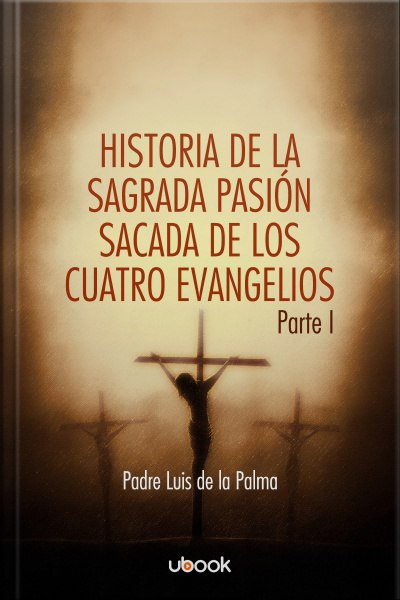 HISTORIA DE LA
SAGRADA PASIÓN
SACADA DE LOS
CUATRO EVANGELIOS
Parte I
Padre Luis de la Palma
ubook